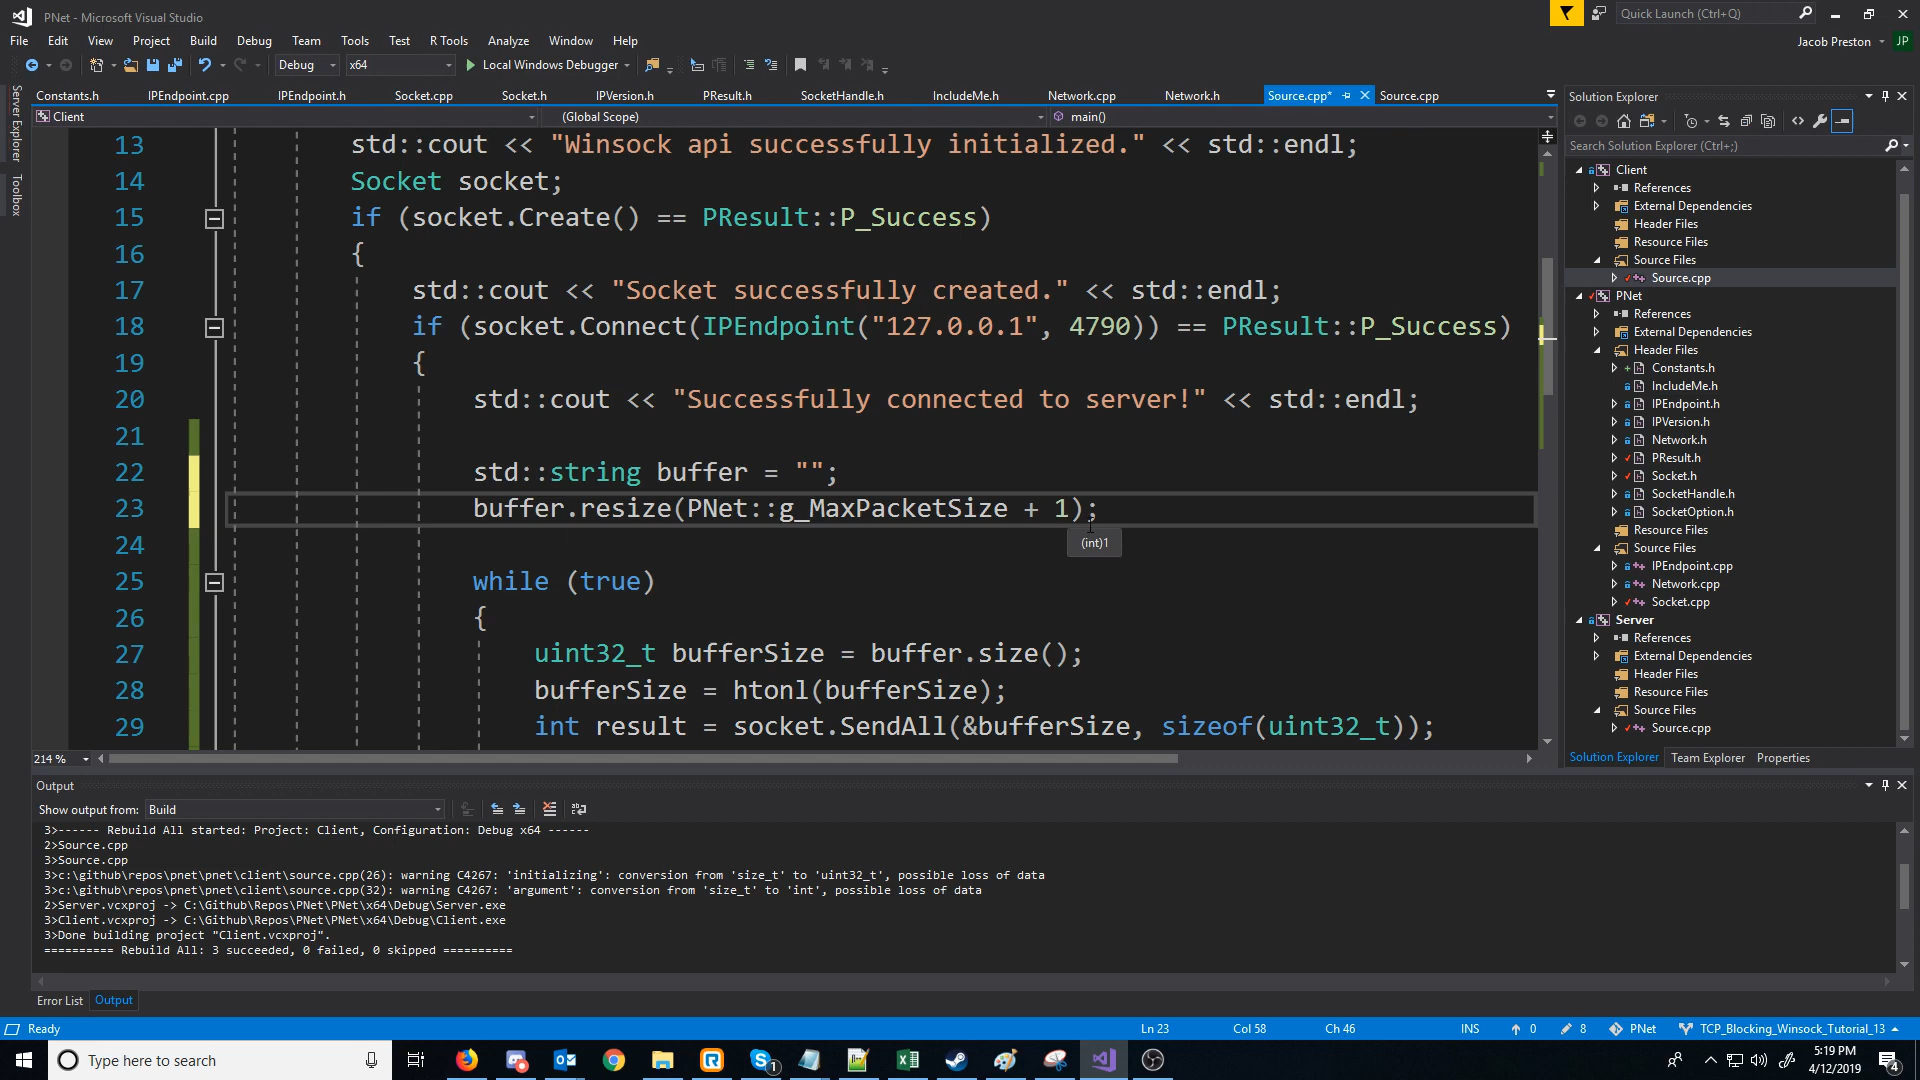 PNet - Microsoft Visual Studio
Quick Launch (Ctrl+Q)
File Edit View Project Build Debug Team Tools Test R Tools Analyze Window Help
Jacob Preston JP
Debug x64 Local Windows Debugger
Server Explorer
Toolbox
Constants.h IPEndpoint.cpp IPEndpoint.h Socket.cpp Socket.h IPVersion.h PResult.h SocketHandle.h IncludeMe.h Network.cpp Network.h Source.cpp* Source.cpp
Client (Global Scope) main()
13 std::cout << "Winsock api successfully initialized." << std::endl;
14 Socket socket;
15 if (socket.Create() == PResult::P_Success)
16 {
17 std::cout << "Socket successfully created." << std::endl;
18 if (socket.Connect(IPEndpoint("127.0.0.1", 4790)) == PResult::P_Success)
19 {
20 std::cout << "Successfully connected to server!" << std::endl;
21
22 std::string buffer = "";
23 buffer.resize(PNet::g_MaxPacketSize + 1);
24
(int)1
25 while (true)
26 {
27 uint32_t bufferSize = buffer.size();
28 bufferSize = htonl(bufferSize);
29 int result = socket.SendAll(&bufferSize, sizeof(uint32_t));
214 %
Solution Explorer
Search Solution Explorer (Ctrl+;)
Client
References
External Dependencies
Header Files
Resource Files
Source Files
Source.cpp
PNet
References
External Dependencies
Header Files
Constants.h
IncludeMe.h
IPEndpoint.h
IPVersion.h
Network.h
PResult.h
Socket.h
SocketHandle.h
SocketOption.h
Resource Files
Source Files
IPEndpoint.cpp
Network.cpp
Socket.cpp
Server
References
External Dependencies
Header Files
Resource Files
Source Files
Source.cpp
Solution Explorer Team Explorer Properties
Output
Show output from: Build
3>------ Rebuild All started: Project: Client, Configuration: Debug x64 ------
2>Source.cpp
3>Source.cpp
3>c:\github\repos\pnet\pnet\client\source.cpp(26): warning C4267: 'initializing': conversion from 'size_t' to 'uint32_t', possible loss of data
3>c:\github\repos\pnet\pnet\client\source.cpp(32): warning C4267: 'argument': conversion from 'size_t' to 'int', possible loss of data
2>Server.vcxproj -> C:\Github\Repos\PNet\PNet\x64\Debug\Server.exe
3>Client.vcxproj -> C:\Github\Repos\PNet\PNet\x64\Debug\Client.exe
3>Done building project "Client.vcxproj".
========== Rebuild All: 3 succeeded, 0 failed, 0 skipped ==========
Error List Output
Ready Ln 23 Col 58 Ch 46 INS 0 8 PNet TCP_Blocking_Winsock_Tutorial_13
Type here to search
1
5:19 PM
4/12/2019
4